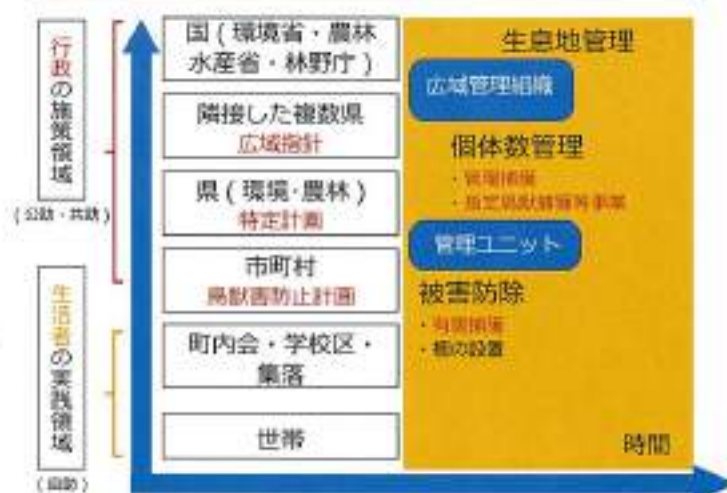 行政の施策領域
(公助・共助)
生活者の実践領域
(自助)
国(環境省・農林
水産省・林野庁)
隣接した複数県
広域指針
県(環境・農林)
特定計画
市町村
鳥獣害防止計画
町内会・学校区・
集落
世帯
生息地管理
広域管理組織
個体数管理
・管理捕獲
・指定鳥獣捕獲等事業
管理ユニット
被害防除
・有害捕獲
・柵の設置
時間